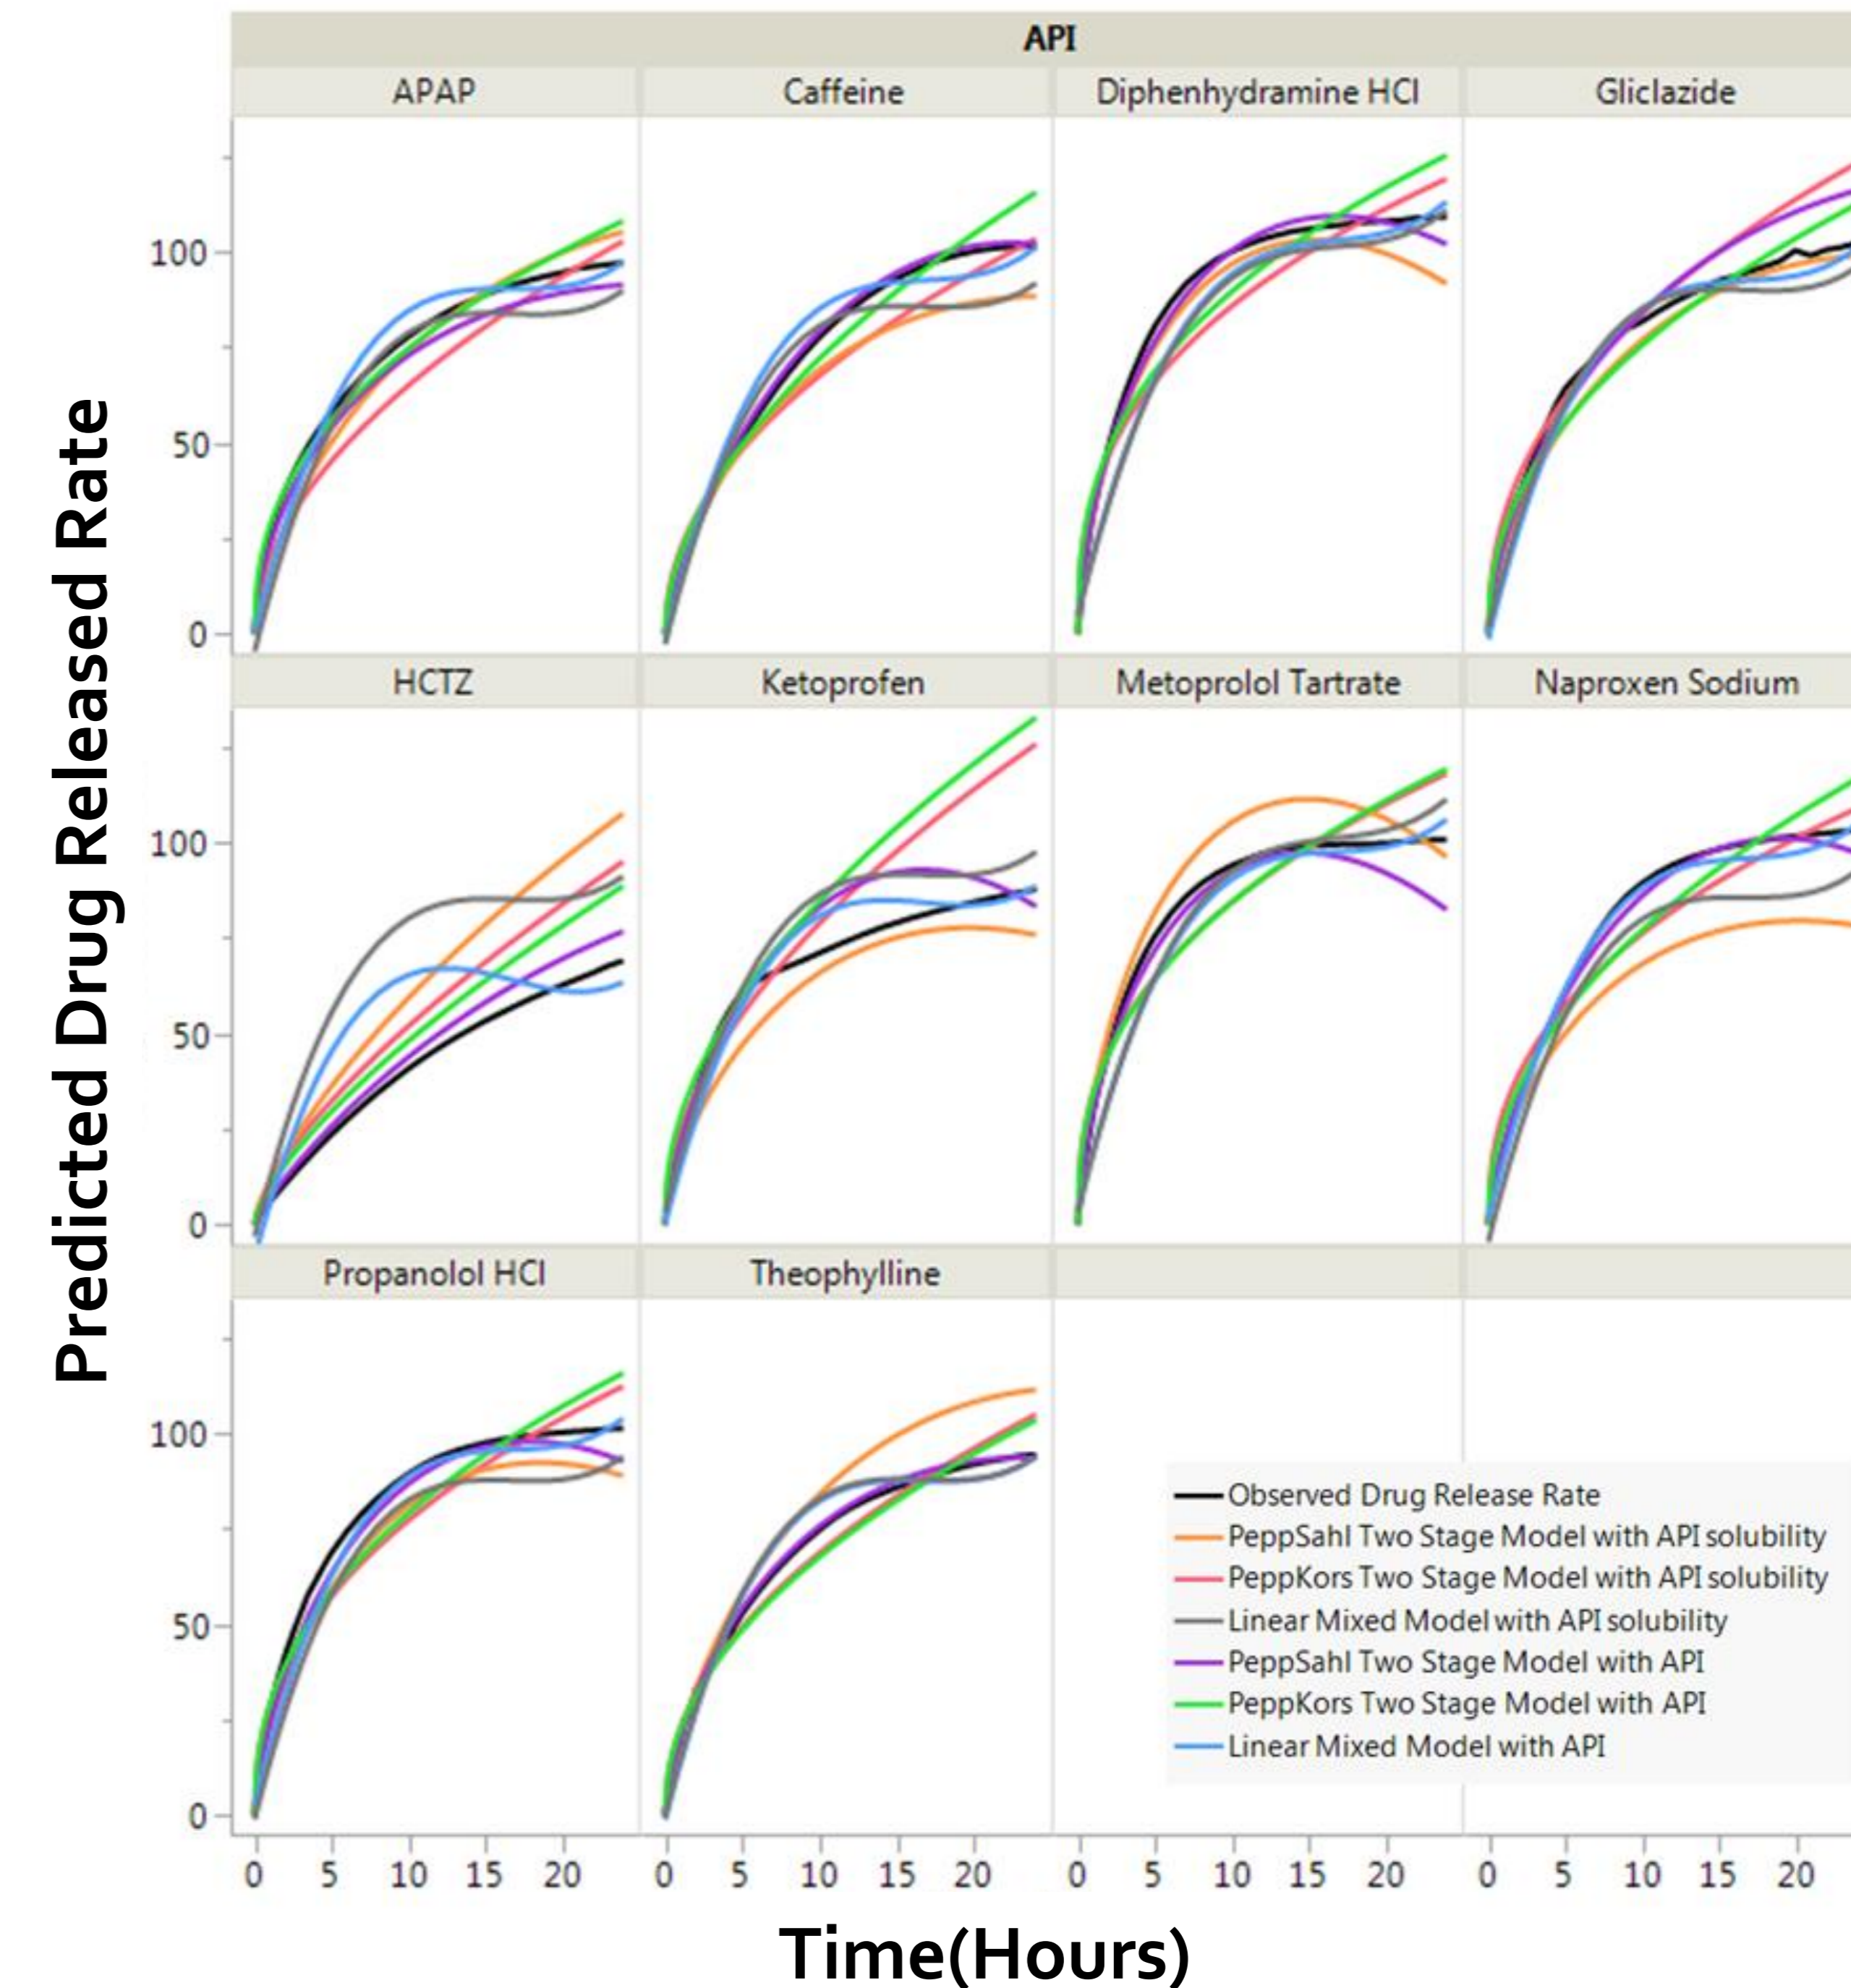 API
APAP Caffeine Diphenhydramine HCl Gliclazide
100
50
0
HCTZ Ketoprofen Metoprolol Tartrate Naproxen Sodium
100
50
0
Propanolol HCl Theophylline
100
50
0
Predicted Drug Released Rate
Observed Drug Release Rate
PeppSahl Two Stage Model with API solubility
PeppKors Two Stage Model with API solubility
Linear Mixed Model with API solubility
PeppSahl Two Stage Model with API
PeppKors Two Stage Model with API
Linear Mixed Model with API
0 5 10 15 20 0 5 10 15 20 0 5 10 15 20 0 5 10 15 20
Time(Hours)